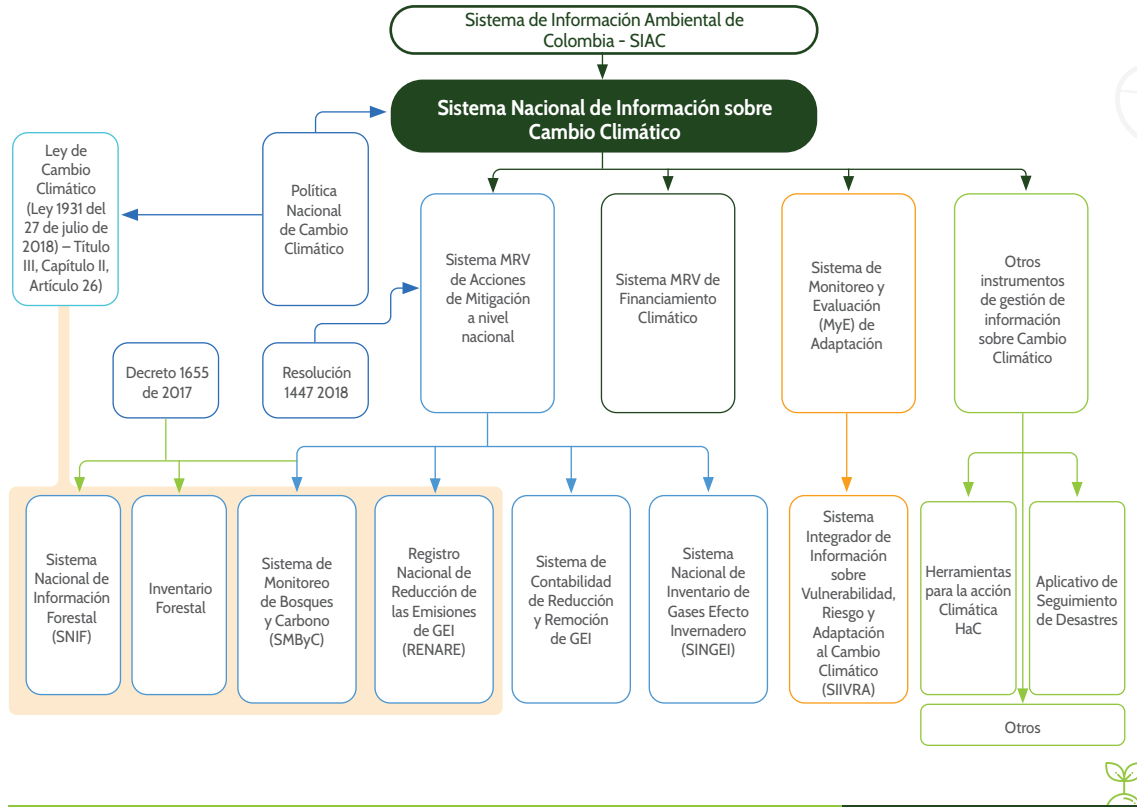 Sistema de Información Ambiental de
Colombia - SIAC
Sistema Nacional de Información sobre
Cambio Climático
Ley de
Cambio
Climático
(Ley 1931 del
27 de julio de
2018) – Título
III, Capítulo II,
Artículo 26)
Política
Nacional
de Cambio
Climático
Sistema MRV
de Acciones
de Mitigación
a nivel
nacional
Sistema MRV de
Financiamiento
Climático
Sistema de
Monitoreo y
Evaluación
(MyE) de
Adaptación
Otros
instrumentos
de gestión de
información
sobre Cambio
Climático
Decreto 1655
de 2017
Resolución
1447 2018
Sistema
Nacional de
Información
Forestal
(SNIF)
Inventario
Forestal
Sistema de
Monitoreo
de Bosques
y Carbono
(SMByC)
Registro
Nacional de
Reducción de
las Emisiones
de GEI
(RENARE)
Sistema de
Contabilidad
de Reducción
y Remoción
de GEI
Sistema
Nacional de
Inventario de
Gases Efecto
Invernadero
(SINGEI)
Sistema
Integrador de
Información
sobre
Vulnerabilidad,
Riesgo y
Adaptación
al Cambio
Climático
(SIIVRA)
Herramientas
para la acción
Climática
HaC
Aplicativo de
Seguimiento
de Desastres
Otros